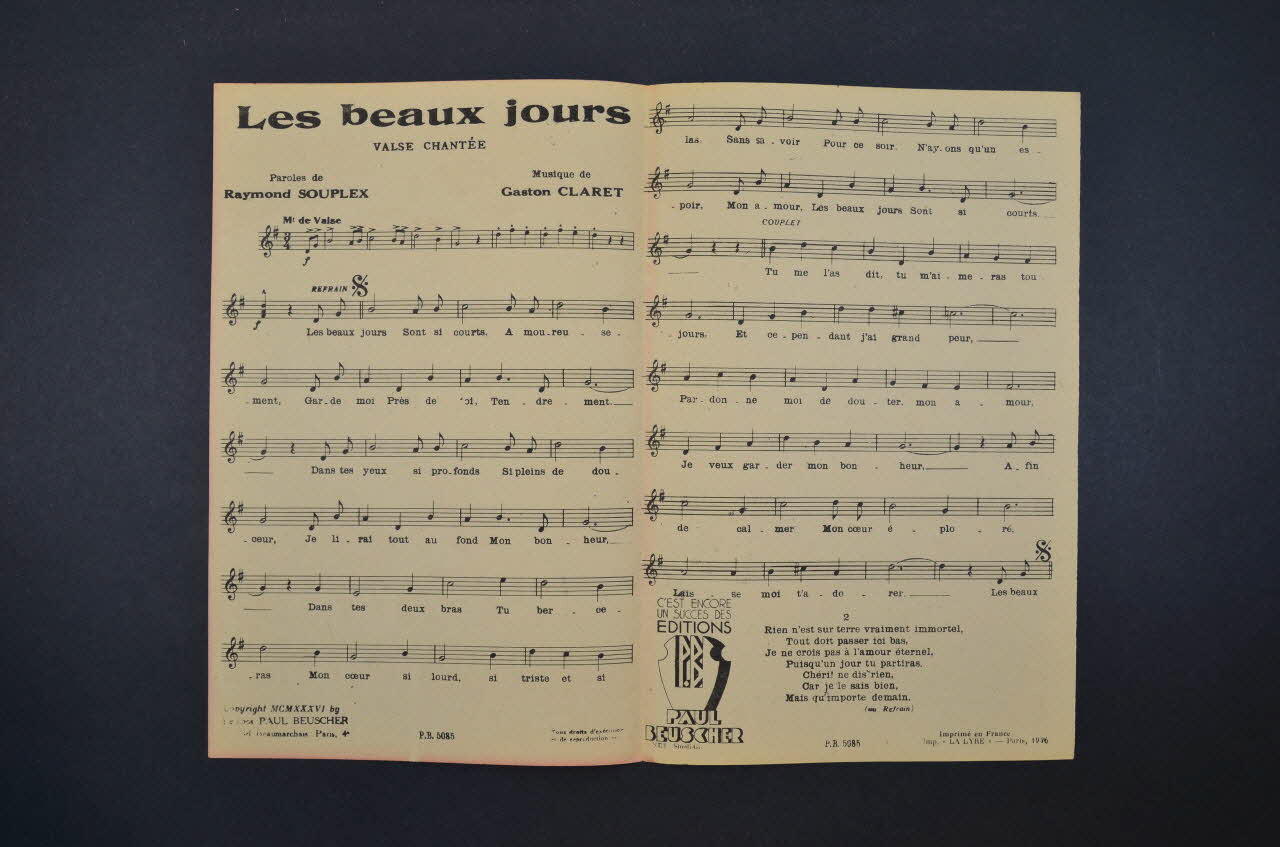 Les beaux jours
VALSE CHANTÉE
Paroles de
Raymond SOUPLEX
Musique de
Gaston CLARET
Mt de Valse
f
REFRAIN
f
Les beaux jours Sont si courts, A mou-reu - se -
- ment, Gar-de moi Près de Ten - dre - ment.
Dans tes yeux si pro-fonds Si pleins de dou -
- ceur, Je li - rai tout au fond Mon bon - heur,
Dans tes deux bras Tu ber - ce -
- ras Mon cœur si lourd, si triste et si
Copyright MCMXXXVI by
PAUL BEUSCHER
Beaumarchais Paris, 4e
P.B. 5085
Tous droits d'exécution
de reproduction
las. Sans sa - voir Pour ce soir. N'ay-ons qu'un es -
- poir, Mon a - mour, Les beaux jours Sont si courts.
COUPLET
Tu me l'as dit, tu m'ai - me - ras tou
- jours, Et ce - pen - dant j'ai grand peur,
Par - don - ne moi de dou - ter, mon a - mour,
Je veux gar - der mon bon - heur, A - fin
de cal - mer Mon cœur é - plo - ré,
Lais - se moi t'a - do - rer. Les beaux
C'EST ENCORE
UN SUCCES DES
EDITIONS
P.B
PAUL
BEUSCHER
2
Rien n'est sur terre vraiment immortel,
Tout doit passer ici bas,
Je ne crois pas à l'amour éternel,
Puisqu'un jour tu partiras.
Chéri! ne dis rien,
Car je le sais bien,
Mais qu'importe demain.
(au Refrain)
P.B. 5085
Imprimé en France
Imp. « LA LYRE » — Paris,